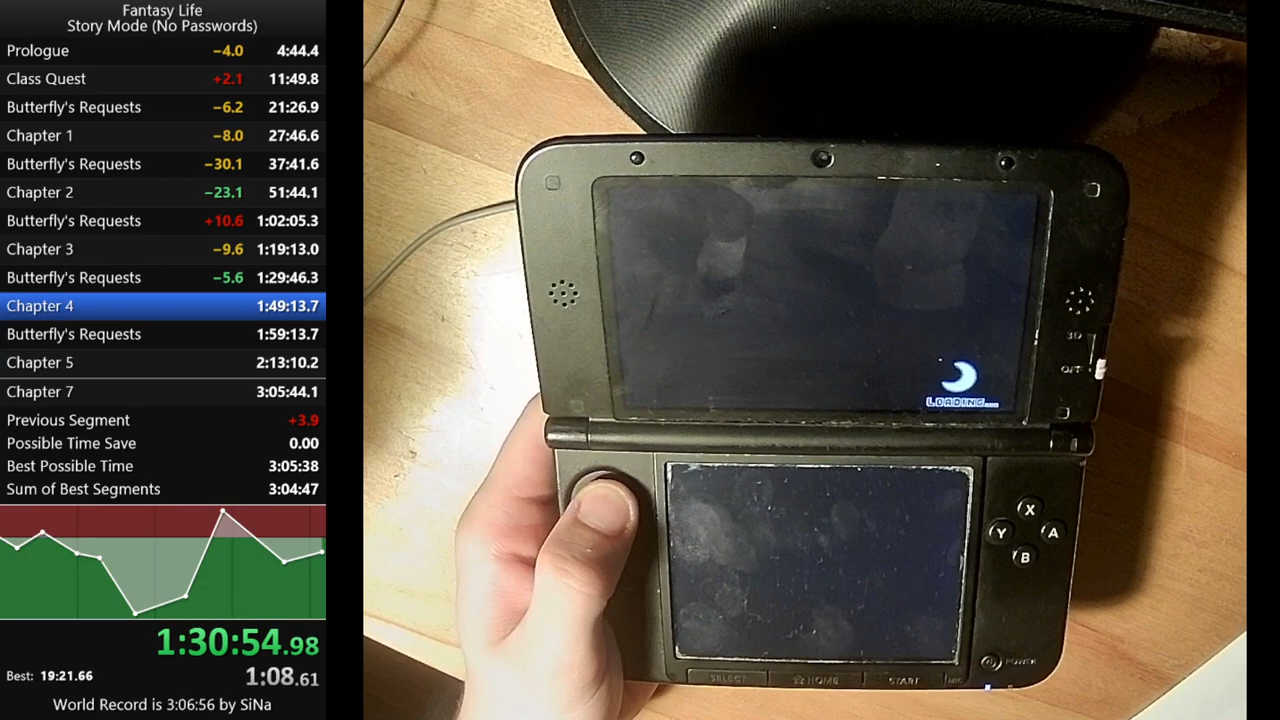 Fantasy Life
Story Mode (No Passwords)
Prologue −4.0 4:44.4
Class Quest +2.1 11:49.8
Butterfly's Requests −6.2 21:26.9
Chapter 1 −8.0 27:46.6
Butterfly's Requests −30.1 37:41.6
Chapter 2 −23.1 51:44.1
Butterfly's Requests +10.6 1:02:05.3
Chapter 3 −9.6 1:19:13.0
Butterfly's Requests −5.6 1:29:46.3
Chapter 4 1:49:13.7
Butterfly's Requests 1:59:13.7
Chapter 5 2:13:10.2
Chapter 7 3:05:44.1
Previous Segment +3.9
Possible Time Save 0.00
Best Possible Time 3:05:38
Sum of Best Segments 3:04:47
1:30:54.98
Best: 19:21.66 1:08.61
World Record is 3:06:56 by SiNa
3D
OFF
LOADING...
X
Y A
B
POWER
SELECT HOME START MIC